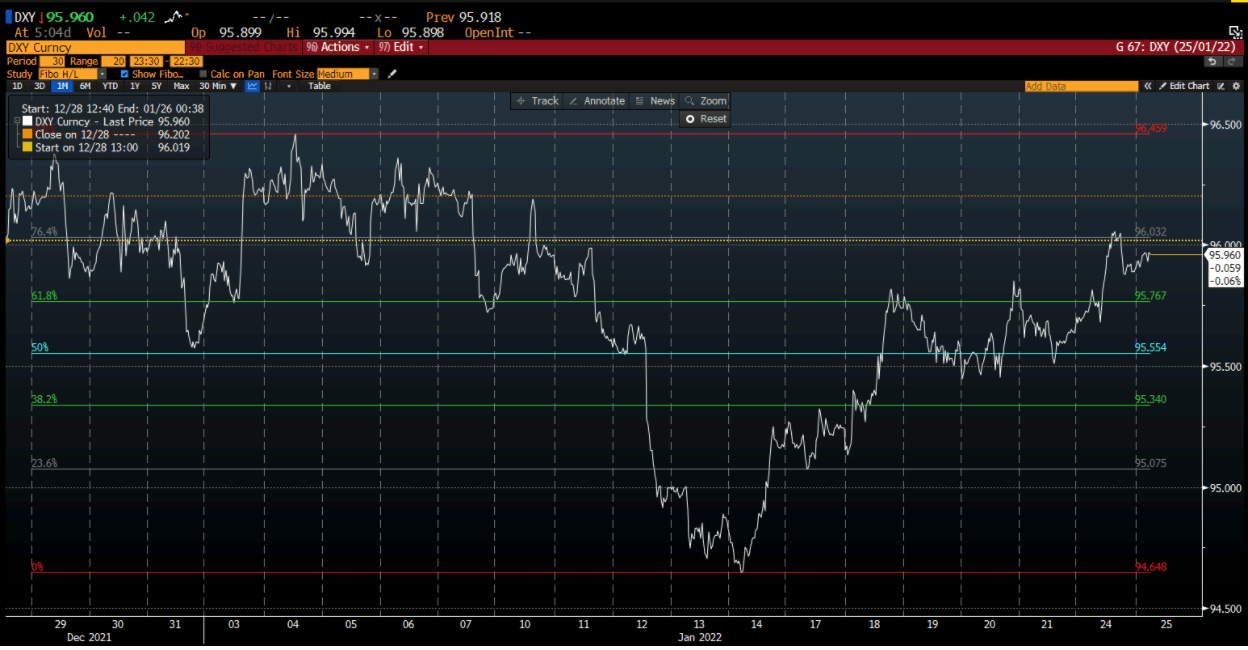 DXY ↓95.960 +.042 --/-- --x-- Prev 95.918
At 5:04d Vol -- Op 95.899 Hi 95.994 Lo 95.898 OpenInt --
DXY Curncy 90 Suggested Charts 96) Actions 97) Edit G 67: DXY (25/01/22)
Period 30 Range 20 23:30 - 22:30
Study Fibo H/L Show Fibo... Calc on Pan Font Size Medium
1D 3D 1M 6M YTD 1Y 5Y Max 30 Min ▼ Table Add Data « Edit Chart
Track Annotate News Zoom
Reset
Start: 12/28 12:40 End: 01/26 00:38
DXY Curncy - Last Price 95.960
Close on 12/28 ---- 96.202
Start on 12/28 13:00 96.019
96.500
96.459
76.4% 96.032
96.000
95.960
-0.059
-0.06%
61.8% 95.767
95.500
50% 95.554
38.2% 95.340
23.6% 95.075
95.000
0% 94.648
94.500
29 30 31 03 04 05 06 07 10 11 12 13 14 17 18 19 20 21 24 25
Dec 2021 Jan 2022